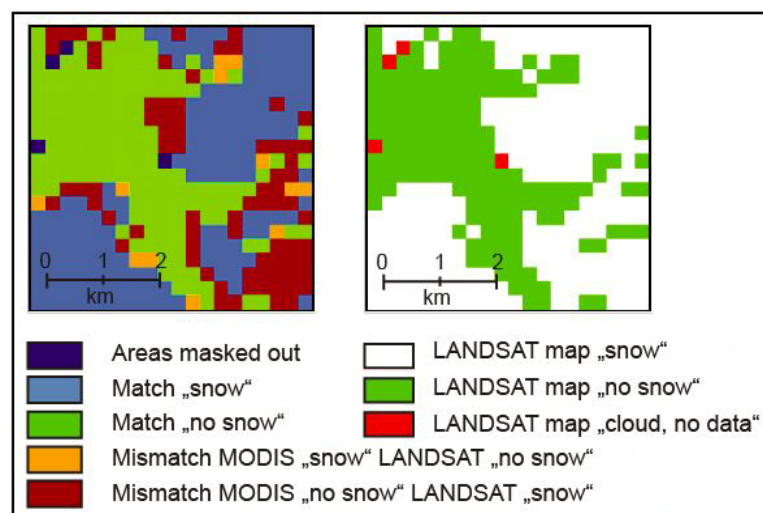 0 1 2
km
0 1 2
km
Areas masked out
Match „snow“
Match „no snow“
Mismatch MODIS „snow“ LANDSAT „no snow“
Mismatch MODIS „no snow“ LANDSAT „snow“
LANDSAT map „snow“
LANDSAT map „no snow“
LANDSAT map „cloud, no data“